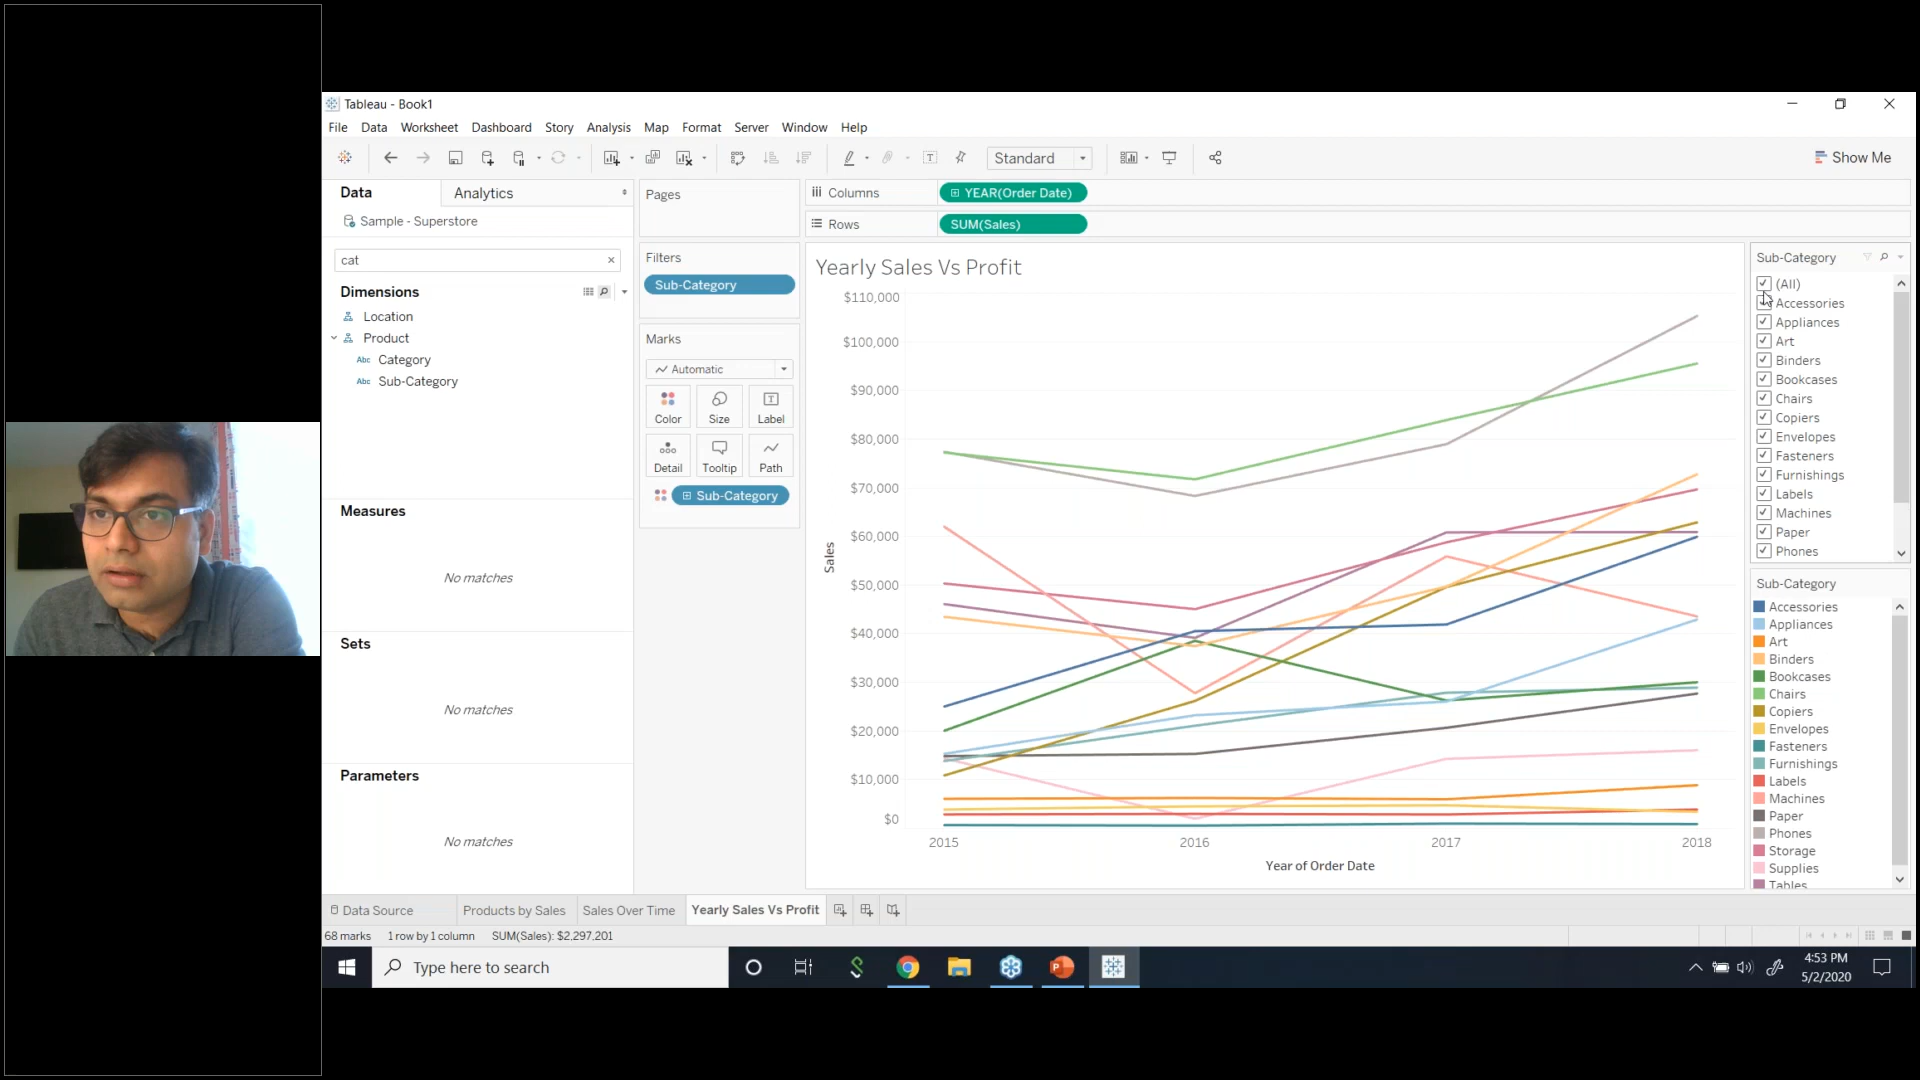 Tableau - Book1
File Data Worksheet Dashboard Story Analysis Map Format Server Window Help
Standard
Show Me
Data
Analytics
Sample - Superstore
cat
Dimensions
Location
Product
Abc Category
Abc Sub-Category
Measures
No matches
Sets
No matches
Parameters
No matches
Pages
Filters
Sub-Category
Marks
Automatic
Color
Size
Label
Detail
Tooltip
Path
Sub-Category
Columns
YEAR(Order Date)
Rows
SUM(Sales)
Yearly Sales Vs Profit
$110,000
$100,000
$90,000
$80,000
$70,000
$60,000
$50,000
$40,000
$30,000
$20,000
$10,000
$0
Sales
2015
2016
2017
2018
Year of Order Date
Sub-Category
(All)
Accessories
Appliances
Art
Binders
Bookcases
Chairs
Copiers
Envelopes
Fasteners
Furnishings
Labels
Machines
Paper
Phones
Sub-Category
Accessories
Appliances
Art
Binders
Bookcases
Chairs
Copiers
Envelopes
Fasteners
Furnishings
Labels
Machines
Paper
Phones
Storage
Supplies
Tables
Data Source
Products by Sales
Sales Over Time
Yearly Sales Vs Profit
68 marks 1 row by 1 column SUM(Sales): $2,297,201
Type here to search
4:53 PM
5/2/2020